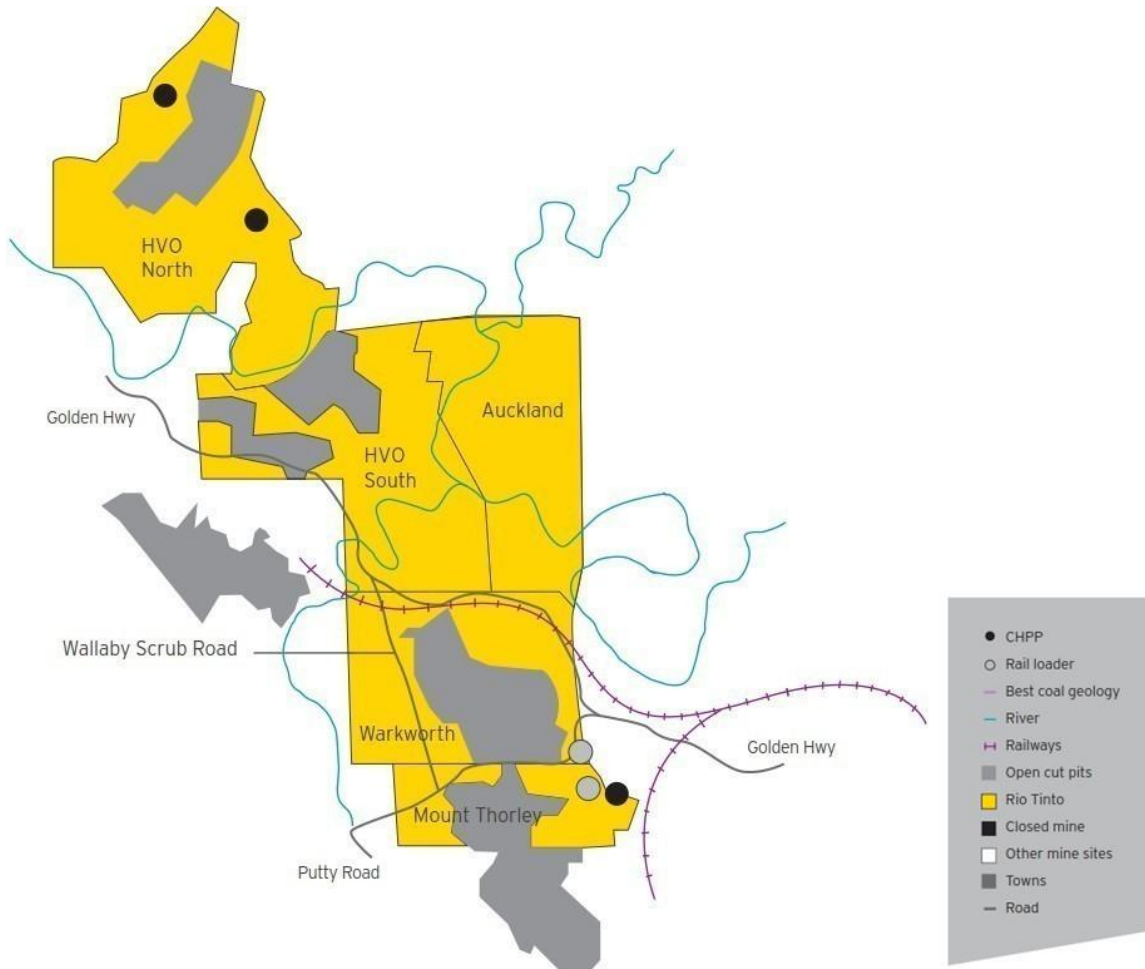 HVO
North
Golden Hwy
Auckland
HVO
South
Wallaby Scrub Road
Warkworth
Golden Hwy
Mount Thorley
Putty Road
CHPP
Rail loader
Best coal geology
River
Railways
Open cut pits
Rio Tinto
Closed mine
Other mine sites
Towns
Road